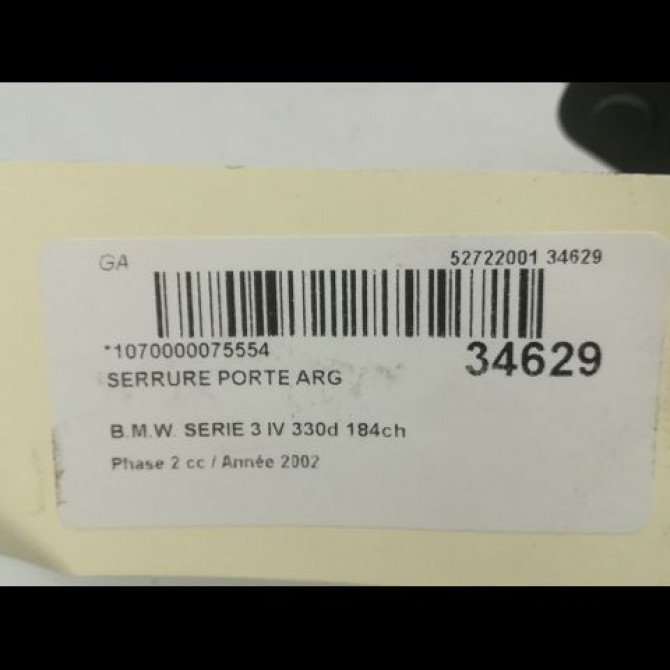 GA 52722001 34629
*1070000075554 34629
SERRURE PORTE ARG
B.M.W. SERIE 3 IV 330d 184ch
Phase 2 cc / Année 2002